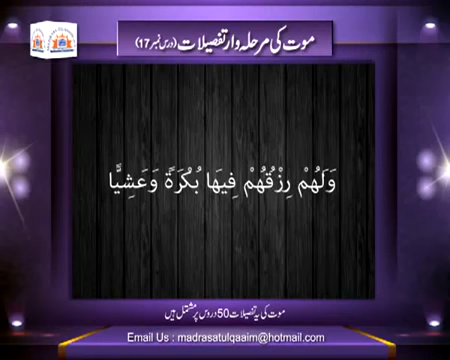 موت کی مرحلہ وار تفصیلات (درس نمبر 17)
وَلَهُمْ رِزْقُهُمْ فِيهَا بُكْرَةً وَعَشِيًّا
موت کی یہ تفصیلات 50 دروس پر مشتمل ہیں
Email Us : madrasatulqaaim@hotmail.com